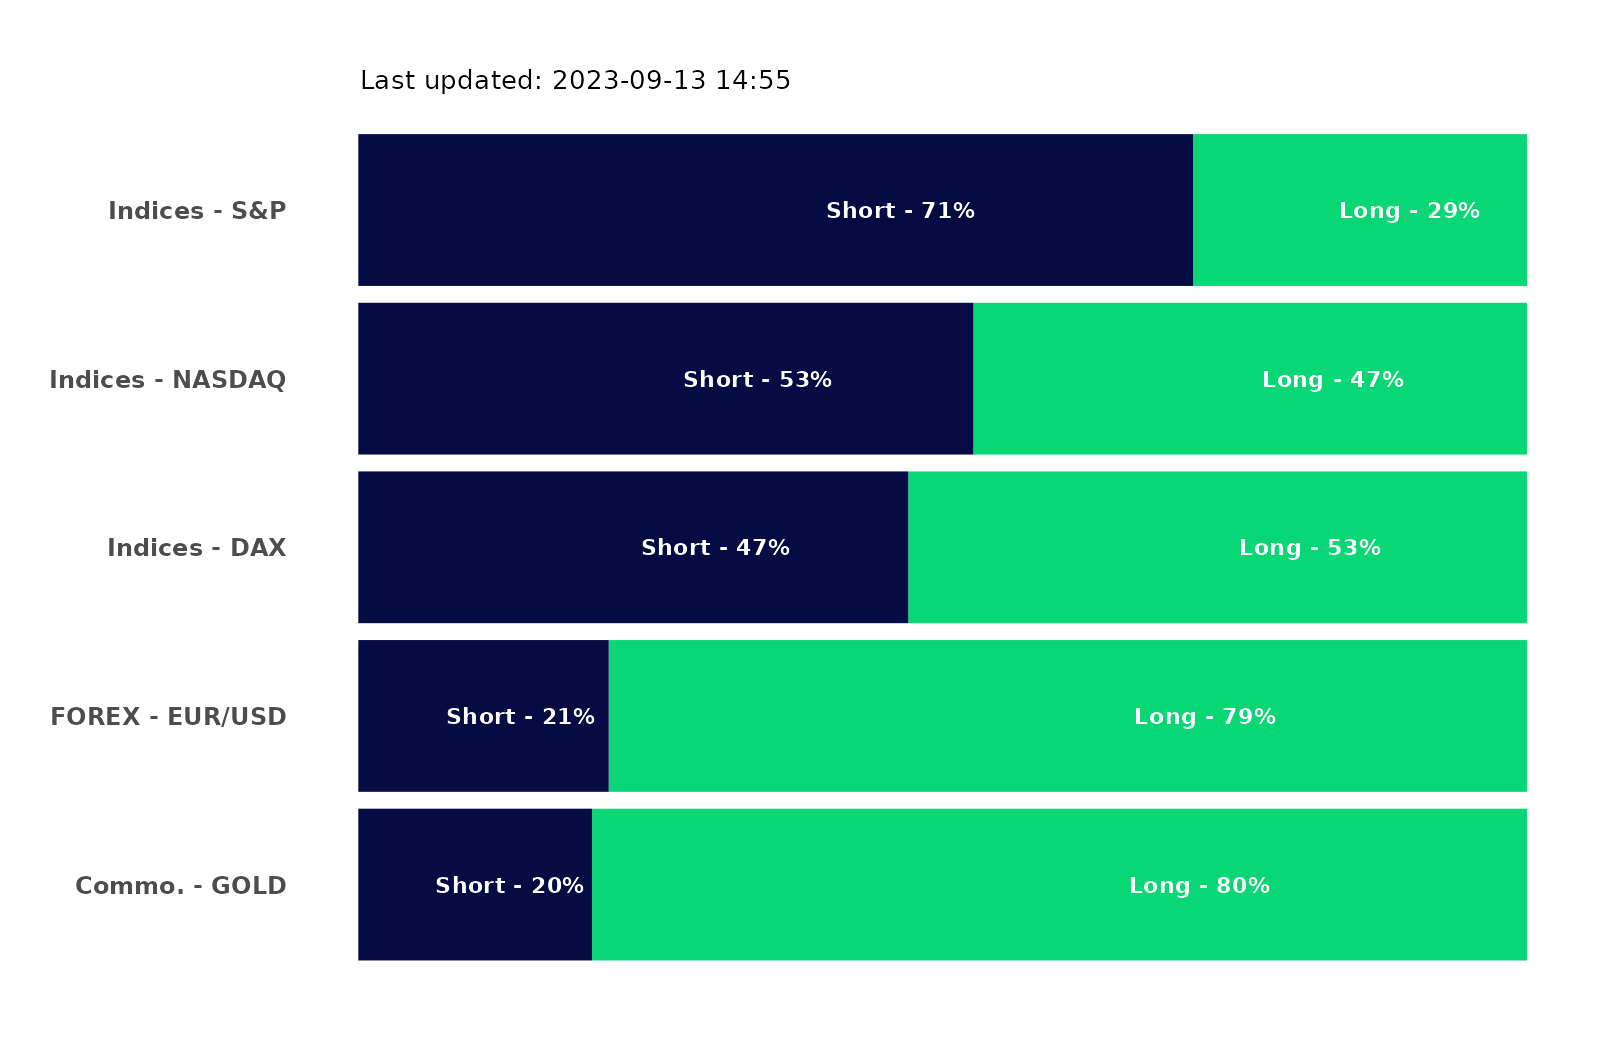 Last updated: 2023-09-13 14:55
Indices - S&P Short - 71% Long - 29%
Indices - NASDAQ Short - 53% Long - 47%
Indices - DAX Short - 47% Long - 53%
FOREX - EUR/USD Short - 21% Long - 79%
Commo. - GOLD Short - 20% Long - 80%